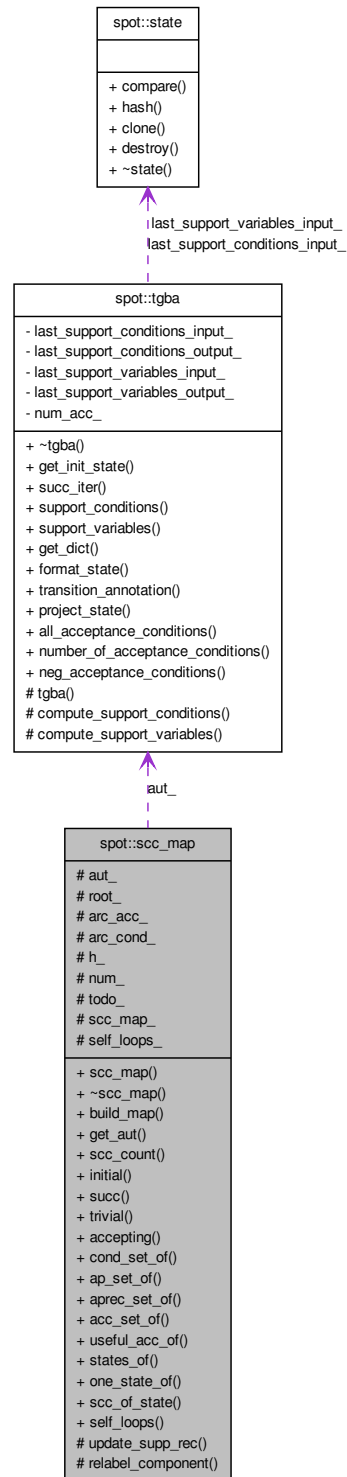 spot::state
+ compare()
+ hash()
+ clone()
+ destroy()
+ ~state()
last_support_variables_input_
last_support_conditions_input_
spot::tgba
- last_support_conditions_input_
- last_support_conditions_output_
- last_support_variables_input_
- last_support_variables_output_
- num_acc_
+ ~tgba()
+ get_init_state()
+ succ_iter()
+ support_conditions()
+ support_variables()
+ get_dict()
+ format_state()
+ transition_annotation()
+ project_state()
+ all_acceptance_conditions()
+ number_of_acceptance_conditions()
+ neg_acceptance_conditions()
# tgba()
# compute_support_conditions()
# compute_support_variables()
aut_
spot::scc_map
# aut_
# root_
# arc_acc_
# arc_cond_
# h_
# num_
# todo_
# scc_map_
# self_loops_
+ scc_map()
+ ~scc_map()
+ build_map()
+ get_aut()
+ scc_count()
+ initial()
+ succ()
+ trivial()
+ accepting()
+ cond_set_of()
+ ap_set_of()
+ aprec_set_of()
+ acc_set_of()
+ useful_acc_of()
+ states_of()
+ one_state_of()
+ scc_of_state()
+ self_loops()
# update_supp_rec()
# relabel_component()